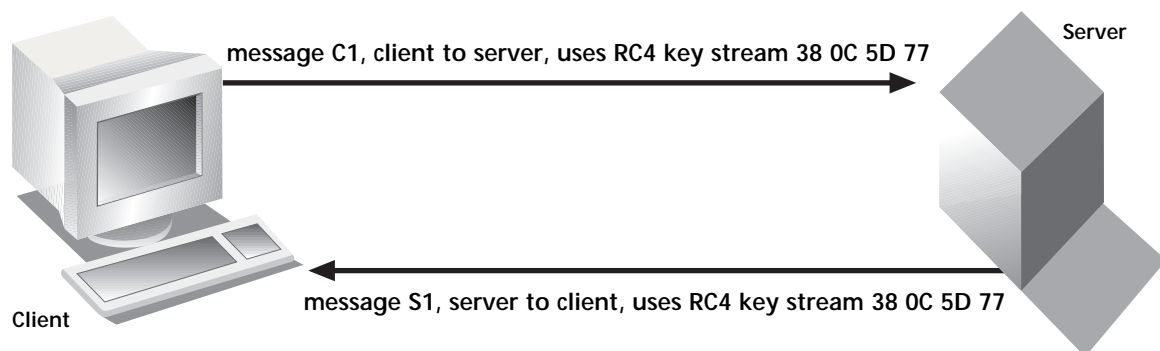 Server
message C1, client to server, uses RC4 key stream 38 0C 5D 77
message S1, server to client, uses RC4 key stream 38 0C 5D 77
Client